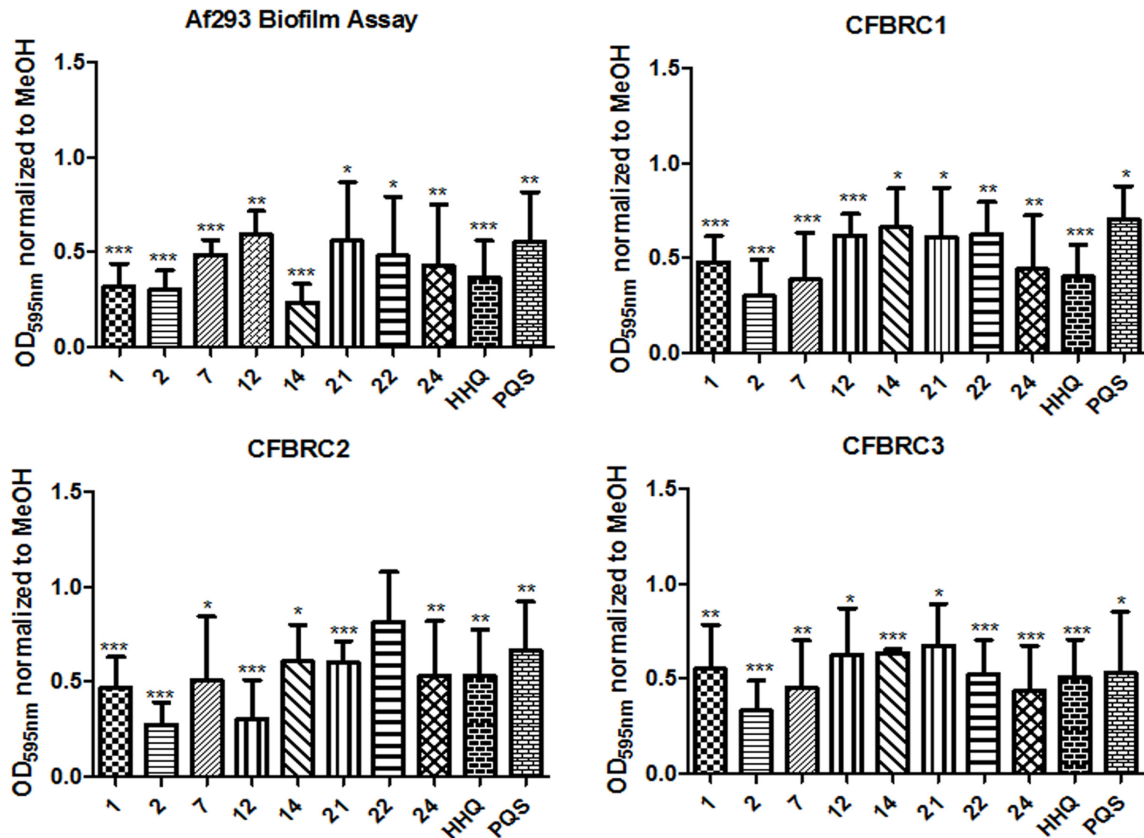 Af293 Biofilm Assay
OD595nm normalized to MeOH
1.5
1.0
0.5
0.0
*** *** *** ** *** * * ** *** **
1 2 7 12 14 21 22 24 HHQ PQS
CFBRC1
OD595nm normalized to MeOH
1.5
1.0
0.5
0.0
*** *** *** *** * * ** ** *** *
1 2 7 12 14 21 22 24 HHQ PQS
CFBRC2
OD595nm normalized to MeOH
1.5
1.0
0.5
0.0
*** *** * *** * *** ** ** **
1 2 7 12 14 21 22 24 HHQ PQS
CFBRC3
OD595nm normalized to MeOH
1.5
1.0
0.5
0.0
** *** ** * *** * *** *** *** *
1 2 7 12 14 21 22 24 HHQ PQS